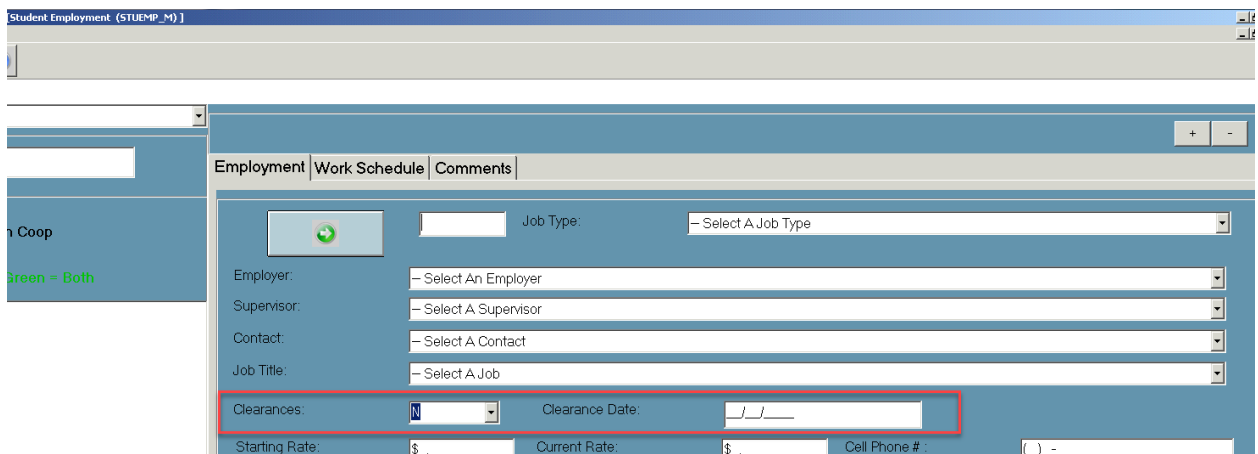 [Student Employment (STUEMP_M) ]
+ -
Employment Work Schedule Comments
Job Type: -- Select A Job Type
Coop
Employer: -- Select An Employer
Green = Both
Supervisor: -- Select A Supervisor
Contact: -- Select A Contact
Job Title: -- Select A Job
Clearances: N Clearance Date: __/__/____
Starting Rate: $ . Current Rate: $ . Cell Phone # : ( ) -